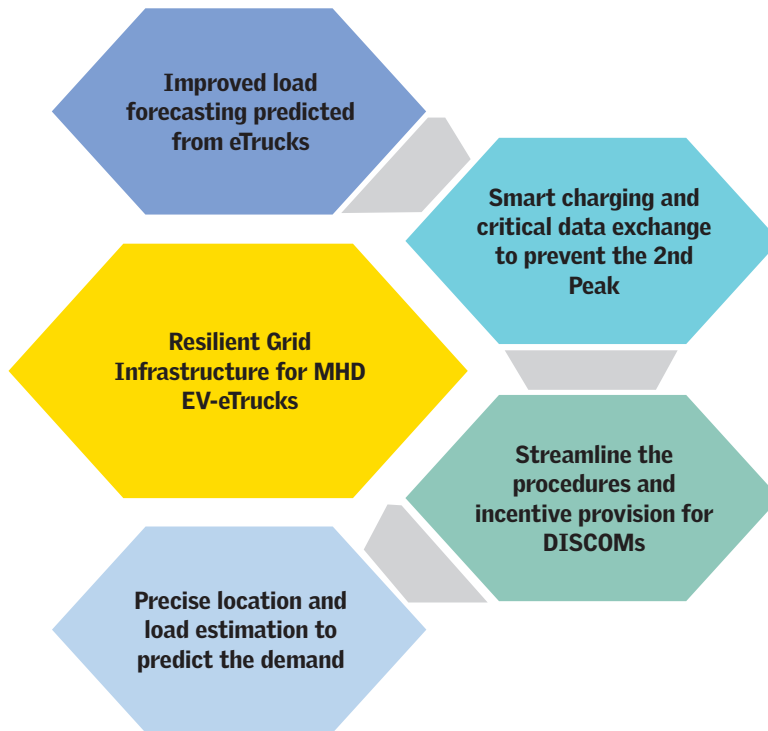 Improved load
forecasting predicted
from eTrucks
Smart charging and
critical data exchange
to prevent the 2nd
Peak
Resilient Grid
Infrastructure for MHD
EV-eTrucks
Streamline the
procedures and
incentive provision for
DISCOMs
Precise location and
load estimation to
predict the demand